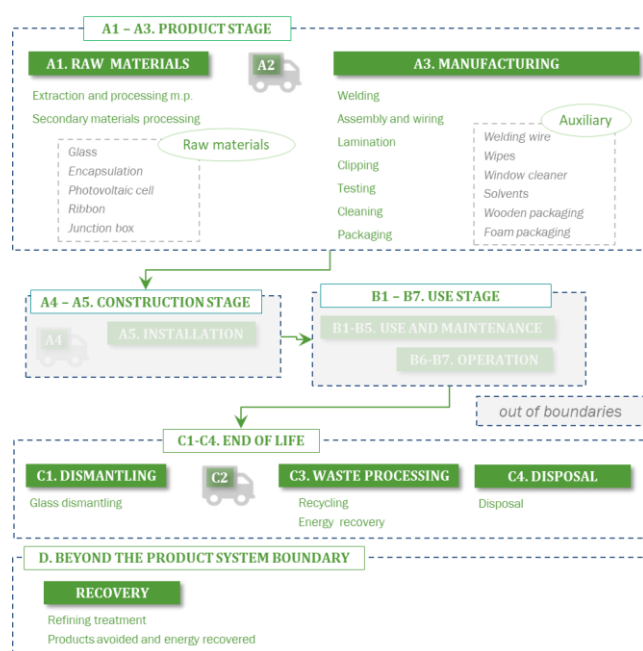 A1 – A3. PRODUCT STAGE
A1. RAW MATERIALS
A2
A3. MANUFACTURING
Extraction and processing m.p.
Secondary materials processing
Raw materials
Glass
Encapsulation
Photovoltaic cell
Ribbon
Junction box
Welding
Assembly and wiring
Lamination
Clipping
Testing
Cleaning
Packaging
Auxiliary
Welding wire
Wipes
Window cleaner
Solvents
Wooden packaging
Foam packaging
A4 – A5. CONSTRUCTION STAGE
A4
A5. INSTALLATION
B1 – B7. USE STAGE
B1-B5. USE AND MAINTENANCE
B6-B7. OPERATION
out of boundaries
C1-C4. END OF LIFE
C1. DISMANTLING
Glass dismantling
C2
C3. WASTE PROCESSING
Recycling
Energy recovery
C4. DISPOSAL
Disposal
D. BEYOND THE PRODUCT SYSTEM BOUNDARY
RECOVERY
Refining treatment
Products avoided and energy recovered